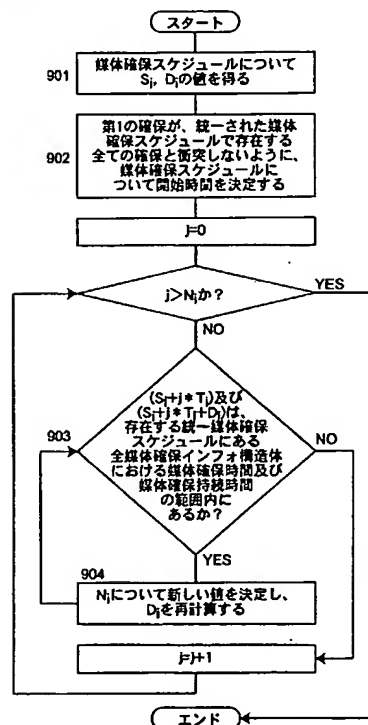 スタート
901
媒体確保スケジュールについて
Si, Diの値を得る
902
第1の確保が、統一された媒体
確保スケジュールで存在する
全ての確保と衝突しないように、
媒体確保スケジュールに
ついて開始時間を決定する
j=0
j>Niか?
YES
NO
903
(Si+j*Ti)及び
(Si+j*Ti+Di)は、
存在する統一媒体確保
スケジュールにある
全媒体確保インフォ構造体
における媒体確保時間及び
媒体確保持続時間
の範囲内に
あるか?
NO
YES
904
Niについて新しい値を決定し、
Diを再計算する
j=j+1
エンド